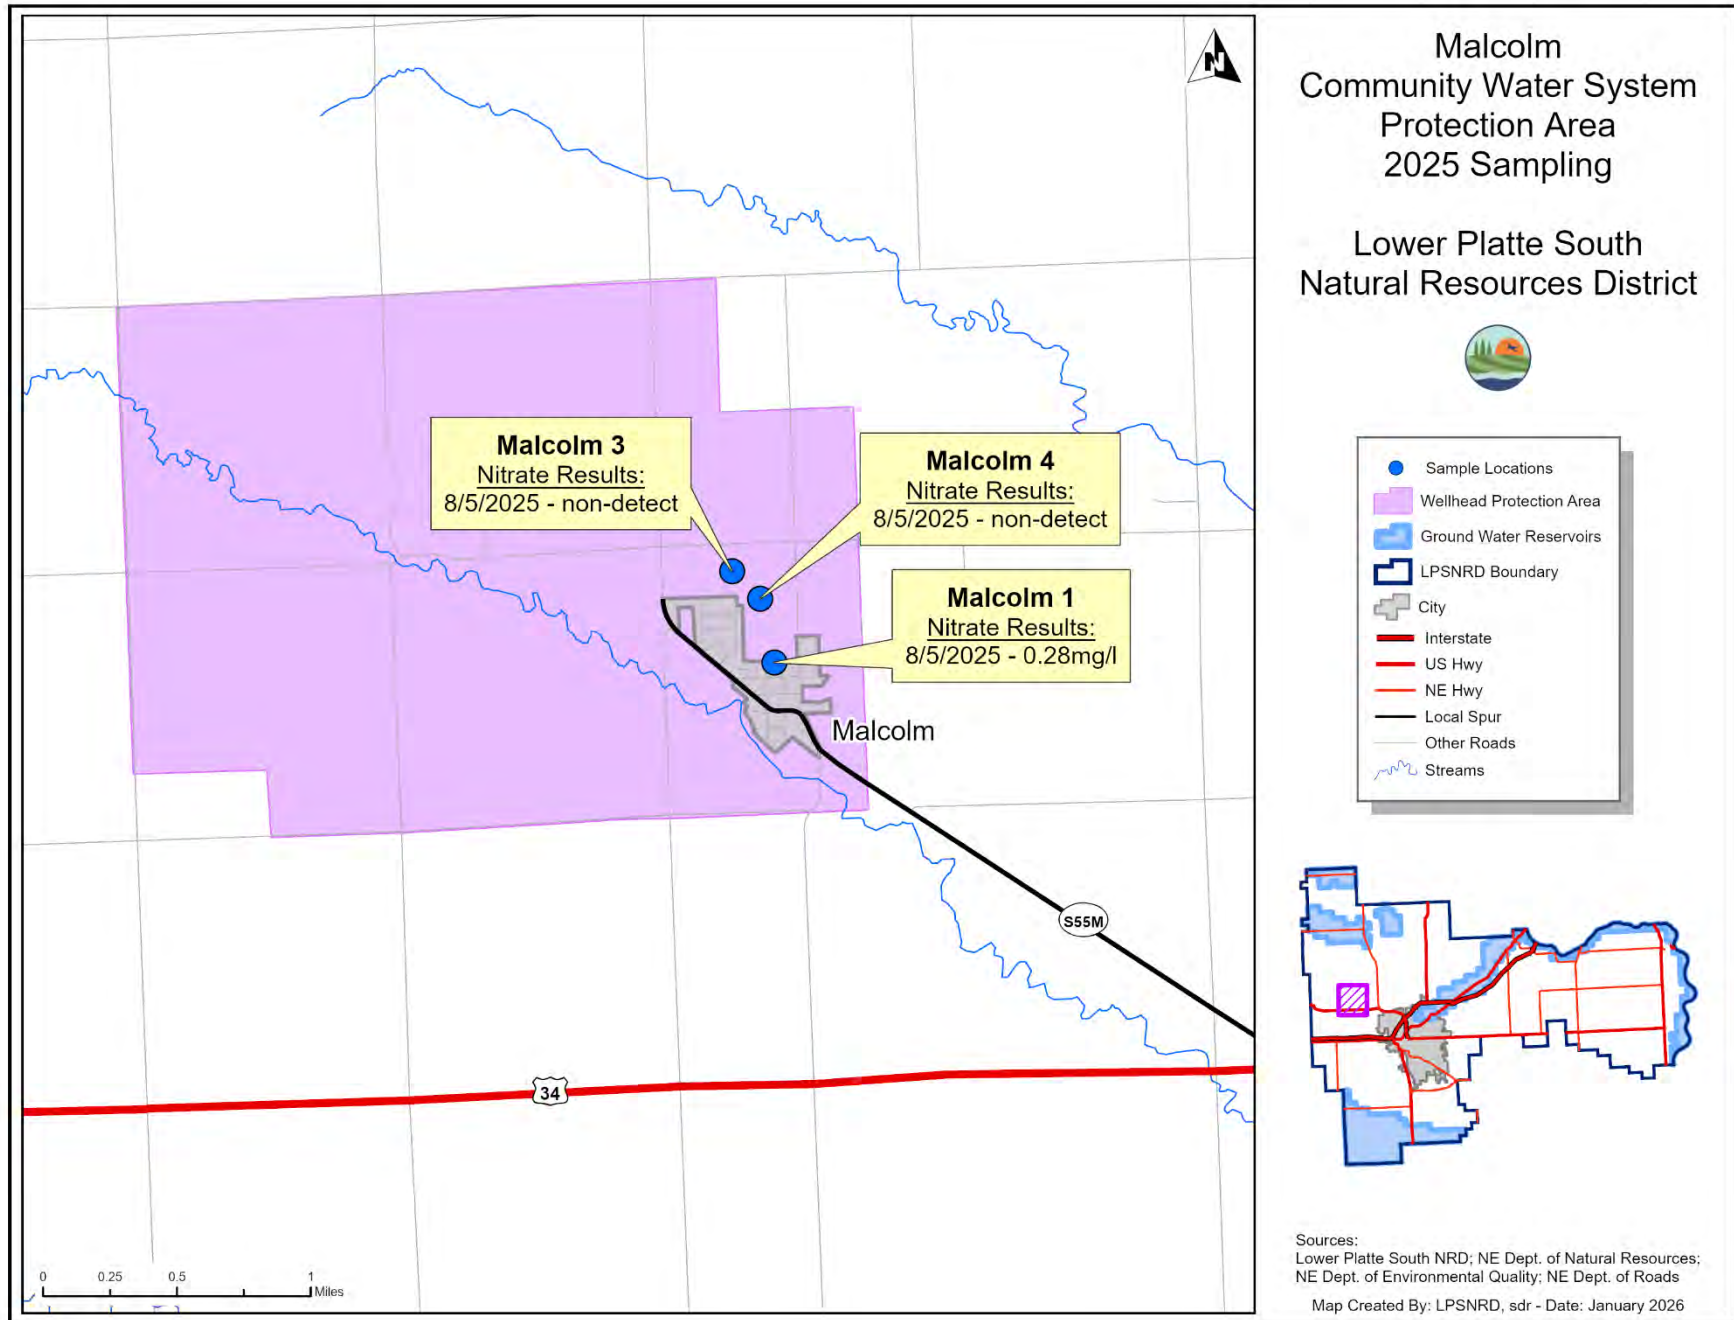 Malcolm
Community Water System
Protection Area
2025 Sampling
Lower Platte South
Natural Resources District
N
Malcolm 3
Nitrate Results:
8/5/2025 - non-detect
Malcolm 4
Nitrate Results:
8/5/2025 - non-detect
Malcolm 1
Nitrate Results:
8/5/2025 - 0.28mg/l
Malcolm
S55M
34
0 0.25 0.5 1
Miles
Sample Locations
Wellhead Protection Area
Ground Water Reservoirs
LPSNRD Boundary
City
Interstate
US Hwy
NE Hwy
Local Spur
Other Roads
Streams
Sources:
Lower Platte South NRD; NE Dept. of Natural Resources;
NE Dept. of Environmental Quality; NE Dept. of Roads
Map Created By: LPSNRD, sdr - Date: January 2026